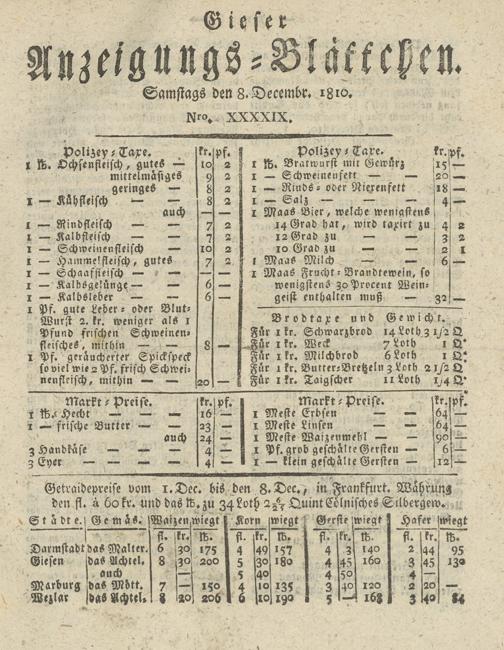 Gieser
Anzeigungs-Blättchen.
Samstags den 8. Decembr. 1810.
Nro. XXXXIX.
Polizey-Taxe. kr. pf.
1 ℔. Ochsenfleisch, gutes — 10 2
mittelmäßiges 9 2
geringes — 8 2
1 — Kühfleisch — — 8 2
auch — —
1 — Rindfleisch — — 7 2
1 — Kalbfleisch — — 7 2
1 — Schweinenfleisch — 10 2
1 — Hammelfleisch, gutes 7 2
1 — Schaaffleisch — — — —
1 — Kalbsgelünge — — 6 —
1 — Kalbsleber — — 6 —
1 Pf. gute Leber- oder Blut-
Wurst 2. kr. weniger als 1
Pfund frischen Schweinen-
fleisches, mithin — — 8 —
1 Pf. geräucherter Spickspeck
so viel wie 2 Pf. frisch Schwei-
nenfleisch, mithin — — 20 —
Polizey-Taxe. kr. pf.
1 ℔. Bratwurst mit Gewürz 15 —
1 — Schweinenfett — — 20 —
1 — Rinds- oder Nierenfett 18 —
1 — Salz — — — 4 —
1 Maas Bier, welche wenigstens
14 Grad hat, wird taxirt zu 4 2
12 Grad zu — — 3 2
10 Grad zu — — 2 1
1 Maas Milch — — 6 —
1 Maas Frucht-Brandtewein, so
wenigstens 30 Procent Wein-
geist enthalten muß — 32 —
Brodtaxe und Gewicht.
Für 1 kr. Schwarzbrod 14 Loth 3 1/2 Q.
Für 1 kr. Weck 7 Loth 1 Q.
Für 1 kr. Milchbrod 6 Loth 1 Q.
Für 1 kr. Butter-Bretzeln 3 Loth 2 1/2 Q.
Für 1 kr. Taigscher 11 Loth 1/4 Q.
Markt-Preise. kr. pf.
1 ℔. Hecht — — 16 —
1 — frische Butter — — 23 —
auch 24 —
3 Handkäse — — — 4 —
3 Eyer — — — — 4 —
Markt-Preise. kr. pf.
1 Meste Erbsen — — 64 —
1 Meste Linsen — — 64 —
1 Meste Waizenmehl — — 90 —
1 Pf. grob geschälte Gersten — 6 —
1 — klein geschälte Gersten — 12 —
Getraidepreise vom 1. Dec. bis den 8. Dec., in Frankfurt. Währung
den fl. à 60 kr. und das ℔. zu 34 Loth Quint Cölnisches Silbergew.
Städte. Gemäs. Waizen wiegt Korn wiegt Gerste wiegt Hafer wiegt
fl. kr. ℔ fl. kr. ℔ fl. kr. ℔ fl. kr. ℔
Darmstadt das Malter. 6 30 175 4 49 157 4 3 140 2 44 95
Giesen das Achtel. 8 30 200 5 30 180 4 45 160 3 45 130
auch — 5 40 4 50 4 —
Marburg das Mött. 7 — 150 4 10 135 3 40 120 2 20 —
Wezlar das Achtel. 8 20 206 6 10 190 5 — 168 3 40 84